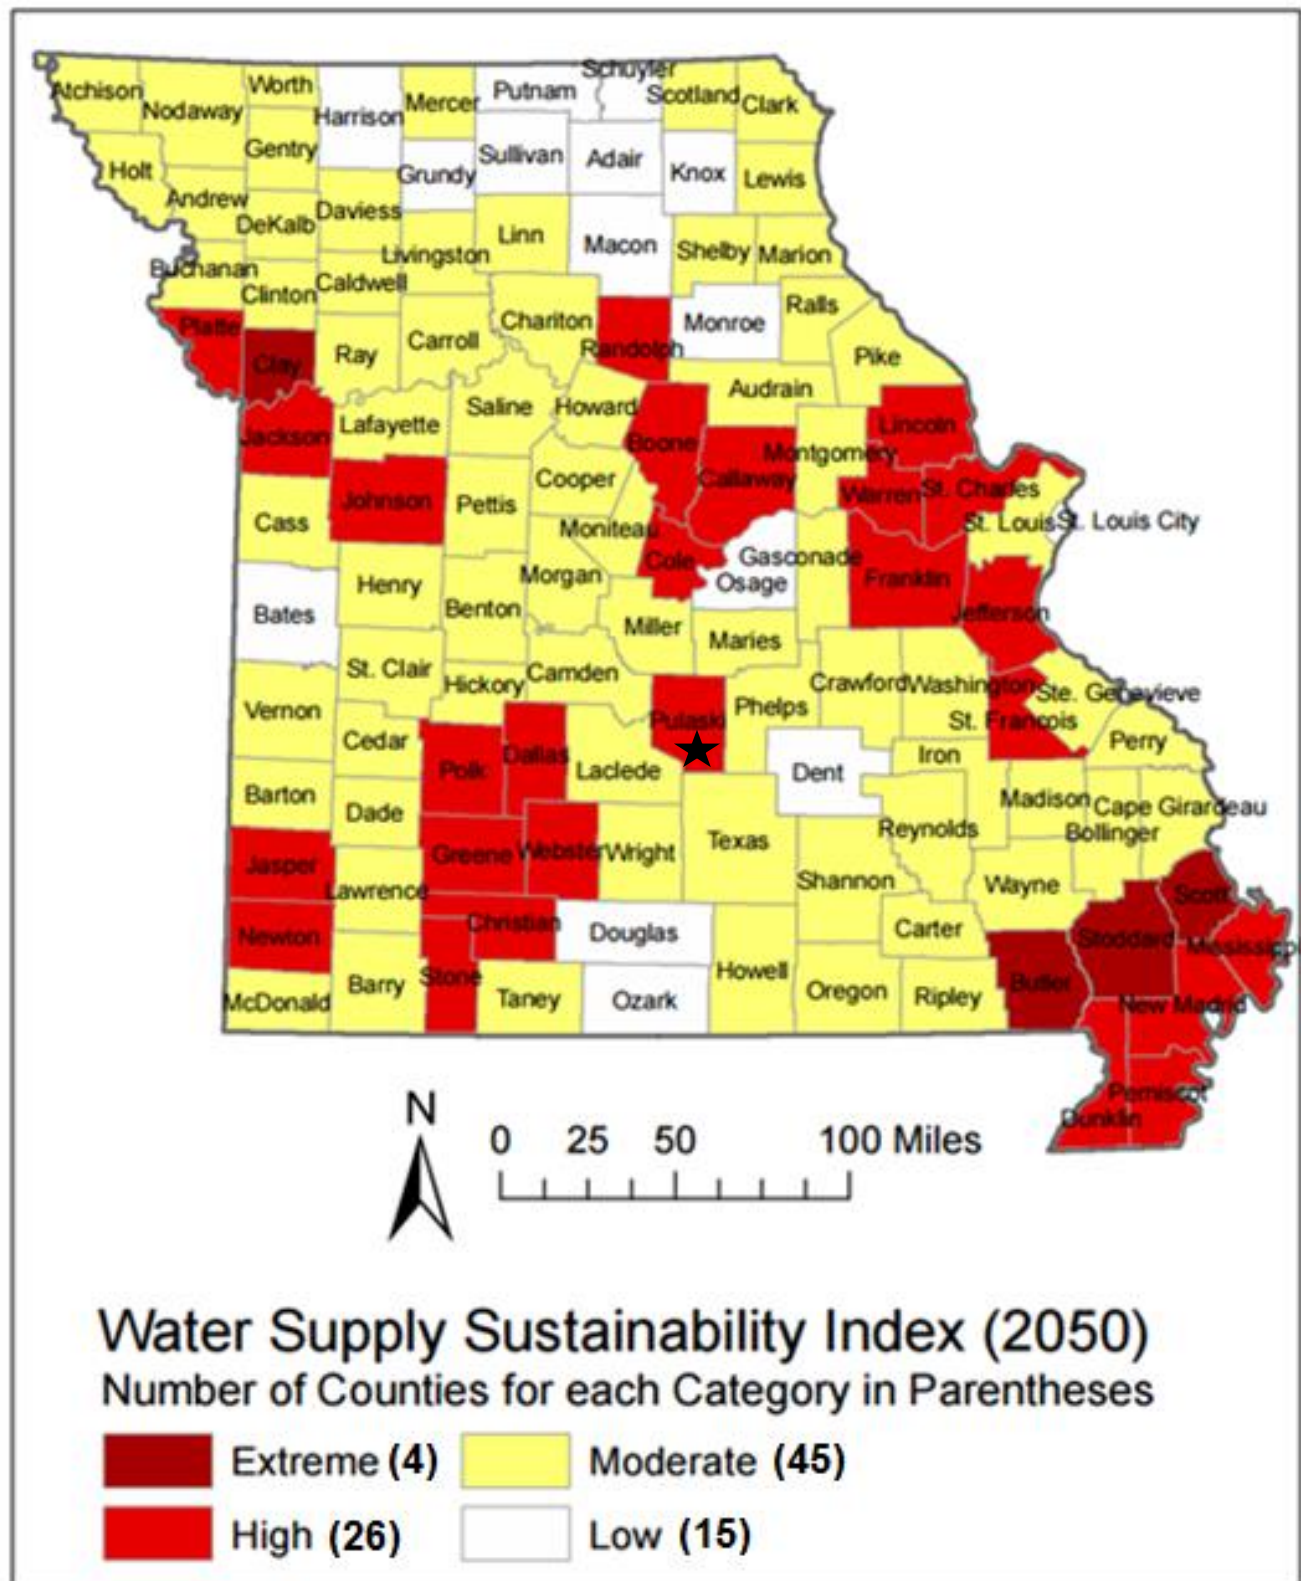 Schuyler
Atchison Nodaway Worth Harrison Mercer Putnam Scotland Clark
Holt Gentry Grundy Sullivan Adair Knox Lewis
Andrew DeKalb Daviess Livingston Linn Macon Shelby Marion
Buchanan Clinton Caldwell Chariton Monroe Ralls
Platte Clay Ray Carroll Randolph Audrain Pike
Jackson Lafayette Saline Howard Boone Callaway Montgomery Lincoln
Cass Johnson Pettis Cooper Moniteau Warren St. Charles St. Louis St. Louis City
Bates Henry Benton Morgan Cole Osage Gasconade Franklin Jefferson
St. Clair Hickory Camden Miller Maries Crawford Washington Ste. Genevieve
Vernon Cedar Polk Dallas Laclede Pulaski Phelps Dent St. Francois Iron Perry
Barton Dade Greene Webster Wright Texas Reynolds Madison Bollinger Cape Girardeau
Jasper Lawrence Christian Douglas Shannon Carter Wayne Stoddard Scott Mississipp
Newton Stone Howell Butler New Madrid
McDonald Barry Taney Ozark Oregon Ripley Dunklin Pemiscot
N
0 25 50 100 Miles
Water Supply Sustainability Index (2050)
Number of Counties for each Category in Parentheses
Extreme (4) Moderate (45)
High (26) Low (15)